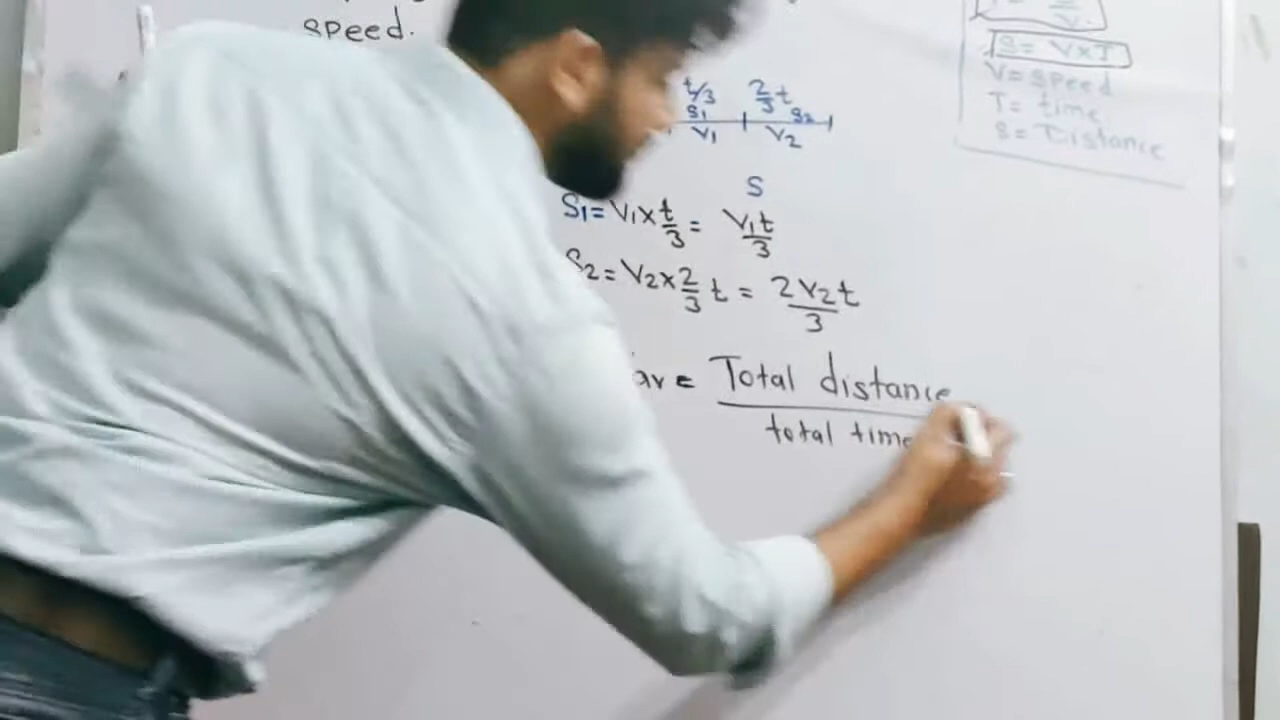 speed.
t/3 2/3 t
S1 S2
V1 V2
S
S1 = V1 x t/3 = V1t/3
S2 = V2 x 2/3 t = 2V2t/3
av = Total distance
total time
S = V x T
V = speed
T = time
S = Distance